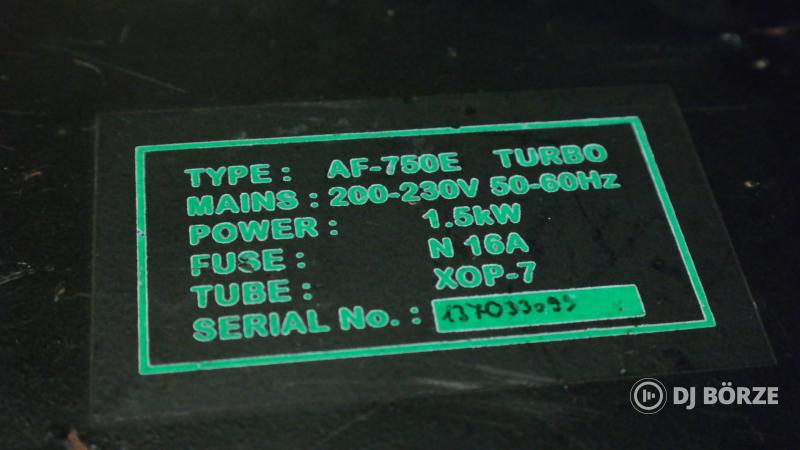 TYPE : AF-750E TURBO
MAINS : 200-230V 50-60Hz
POWER : 1.5kW
FUSE : N 16A
TUBE : XOP-7
SERIAL No. : 137033099
DJ BÖRZE